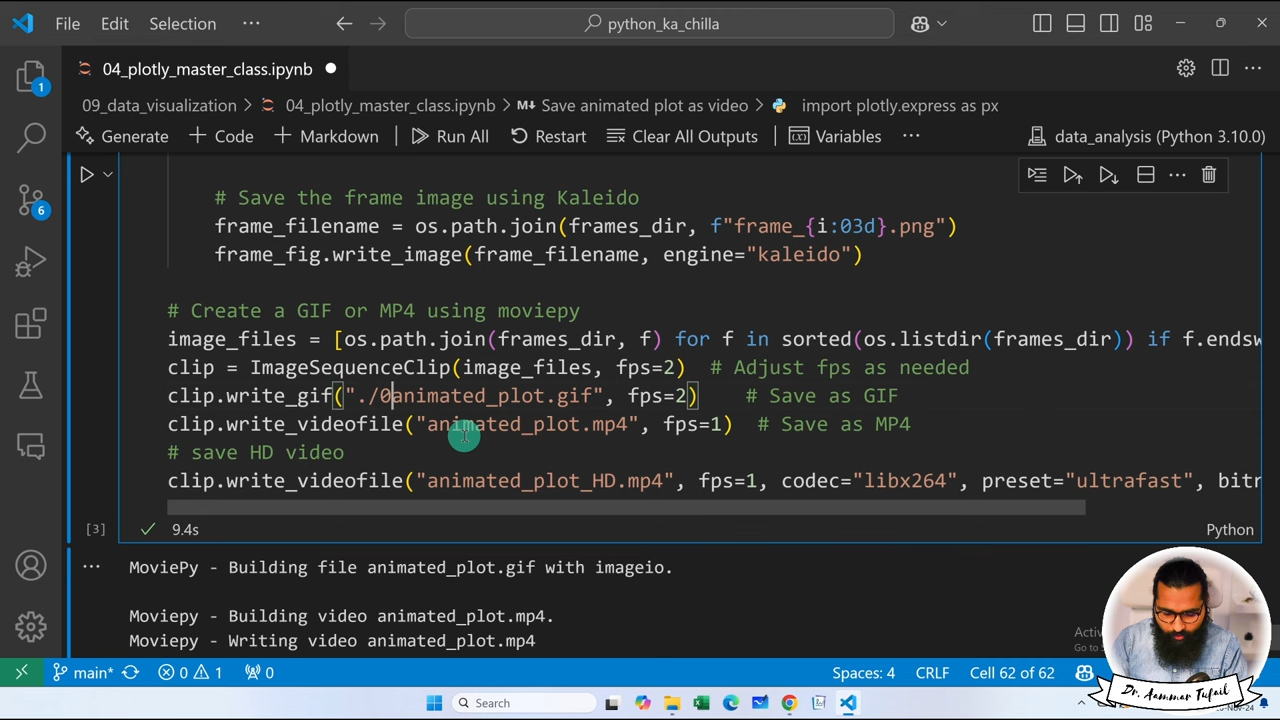 File Edit Selection ··· python_ka_chilla
04_plotly_master_class.ipynb
09_data_visualization > 04_plotly_master_class.ipynb > M↓ Save animated plot as video > import plotly.express as px
Generate + Code + Markdown Run All Restart Clear All Outputs Variables ··· data_analysis (Python 3.10.0)
# Save the frame image using Kaleido
frame_filename = os.path.join(frames_dir, f"frame_{i:03d}.png")
frame_fig.write_image(frame_filename, engine="kaleido")
# Create a GIF or MP4 using moviepy
image_files = [os.path.join(frames_dir, f) for f in sorted(os.listdir(frames_dir)) if f.endsw
clip = ImageSequenceClip(image_files, fps=2) # Adjust fps as needed
clip.write_gif("./0animated_plot.gif", fps=2) # Save as GIF
clip.write_videofile("animated_plot.mp4", fps=1) # Save as MP4
# save HD video
clip.write_videofile("animated_plot_HD.mp4", fps=1, codec="libx264", preset="ultrafast", bitr
[3] 9.4s Python
MoviePy - Building file animated_plot.gif with imageio.
Moviepy - Building video animated_plot.mp4.
Moviepy - Writing video animated_plot.mp4
1
6
main* 0 1 0 Spaces: 4 CRLF Cell 62 of 62
Search
Dr. Aammar Tufail